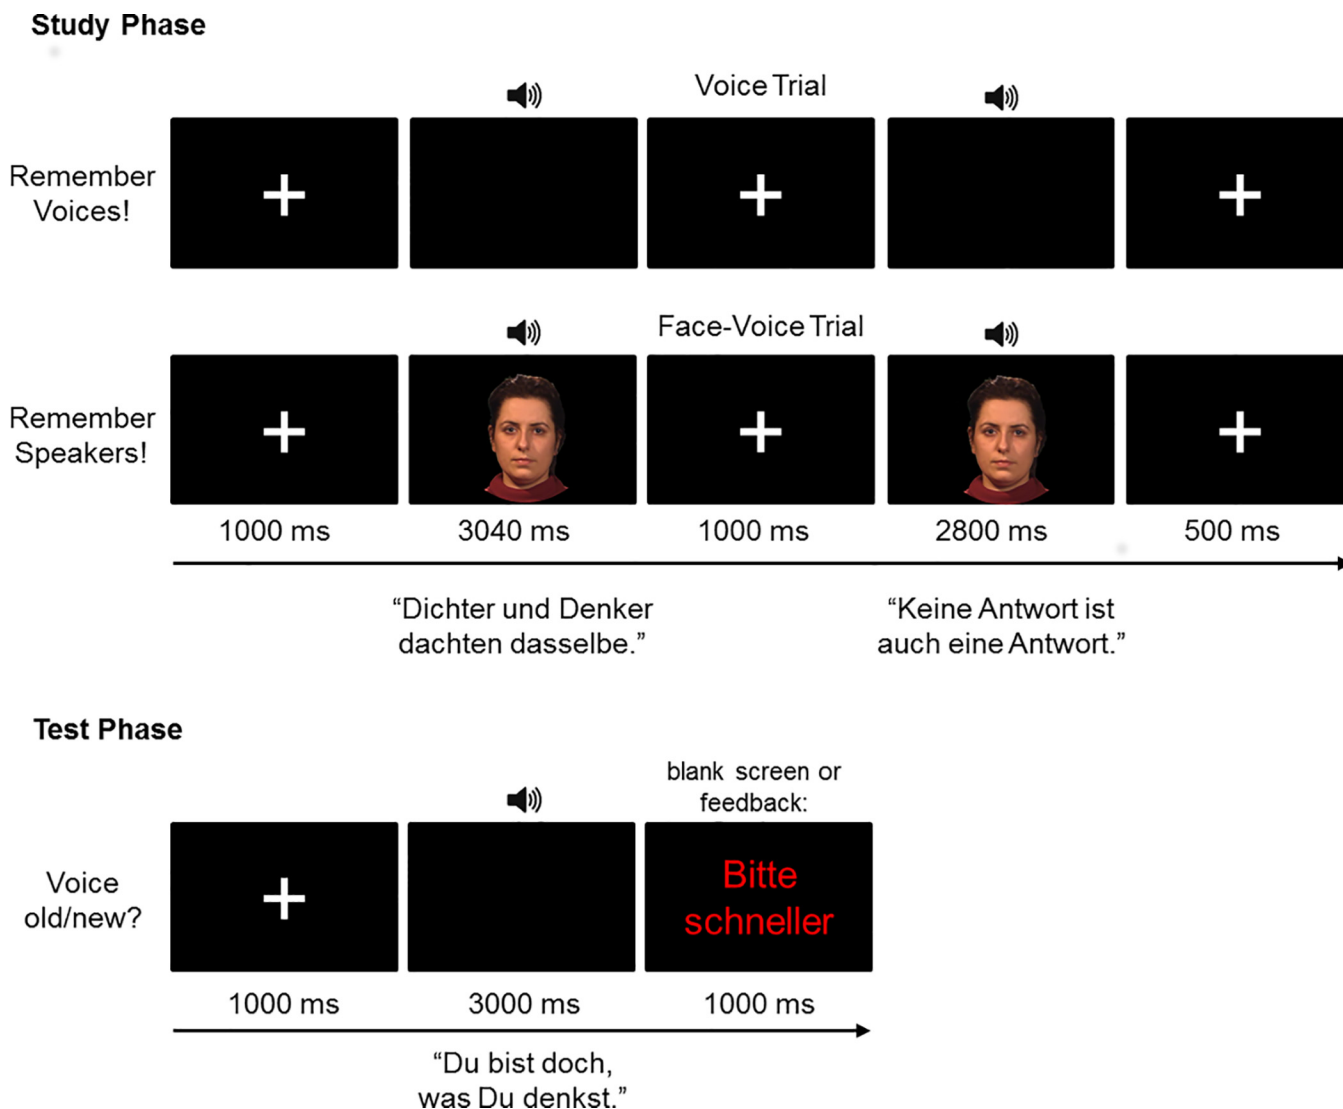 Study Phase
Voice Trial
Remember
Voices!
Face-Voice Trial
Remember
Speakers!
1000 ms
3040 ms
1000 ms
2800 ms
500 ms
“Dichter und Denker
dachten dasselbe.”
“Keine Antwort ist
auch eine Antwort.”
Test Phase
blank screen or
feedback:
Voice
old/new?
Bitte
schneller
1000 ms
3000 ms
1000 ms
“Du bist doch,
was Du denkst.”